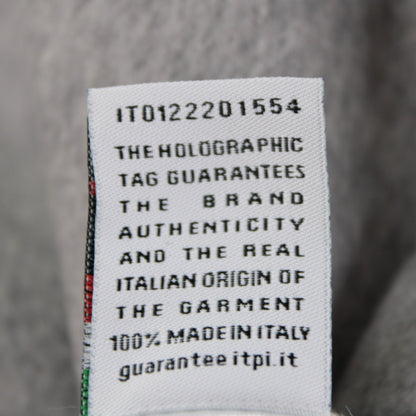 IT0122201554
THE HOLOGRAPHIC
TAG GUARANTEES
THE BRAND
AUTHENTICITY
AND THE REAL
ITALIAN ORIGIN OF
THE GARMENT
100% MADE IN ITALY
guarantee itpi.it